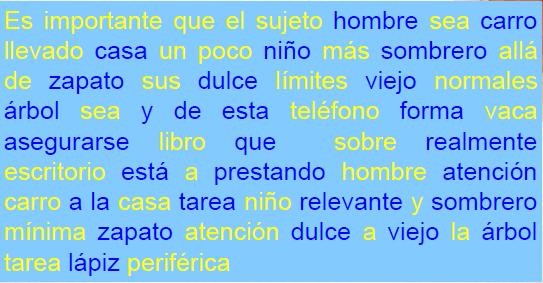 Es importante que el sujeto hombre sea carro
llevado casa un poco niño más sombrero allá
de zapato sus dulce límites viejo normales
árbol sea y de esta teléfono forma vaca
asegurarse libro que sobre realmente
escritorio está a prestando hombre atención
carro a la casa tarea niño relevante y sombrero
mínima zapato atención dulce a viejo la árbol
tarea lápiz periférica